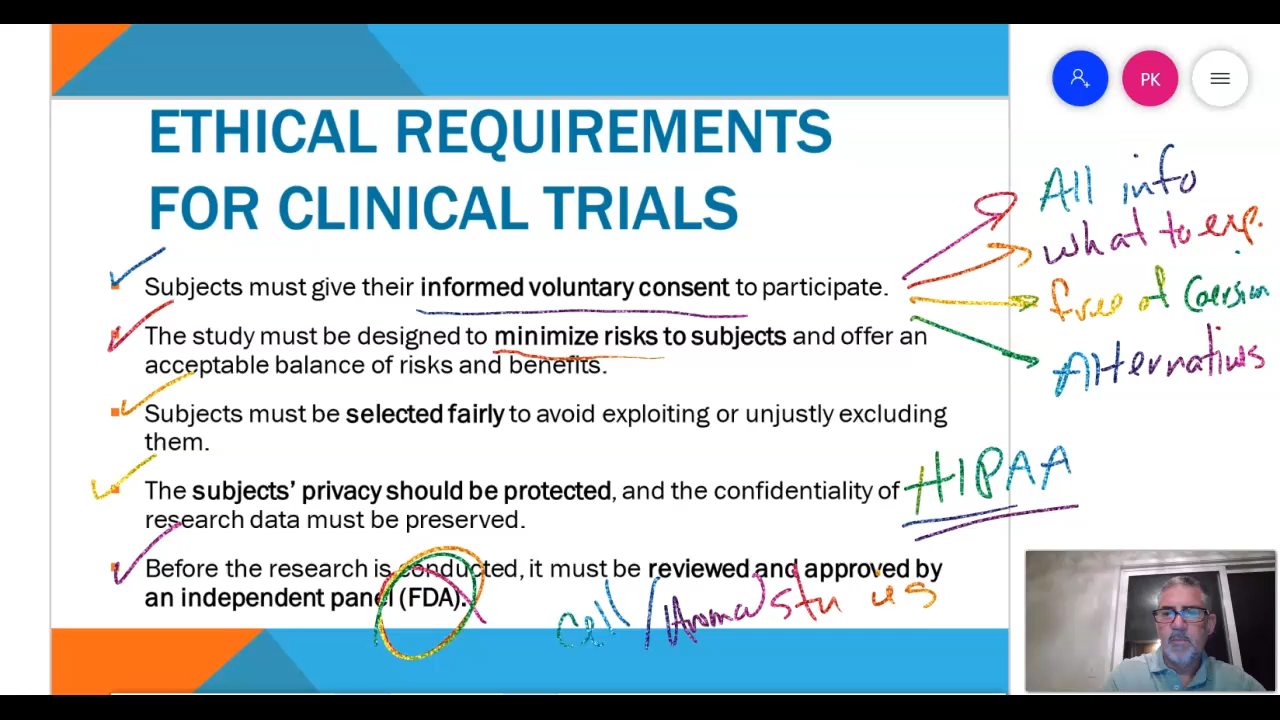 PK
ETHICAL REQUIREMENTS
FOR CLINICAL TRIALS
All info
what to exp.
Subjects must give their informed voluntary consent to participate.
free of Coersion
The study must be designed to minimize risks to subjects and offer an
acceptable balance of risks and benefits.
Alternatives
Subjects must be selected fairly to avoid exploiting or unjustly excluding
them.
The subjects' privacy should be protected, and the confidentiality of
HIPAA
research data must be preserved.
Before the research is conducted, it must be reviewed and approved by
an independent panel (FDA).
Cell/